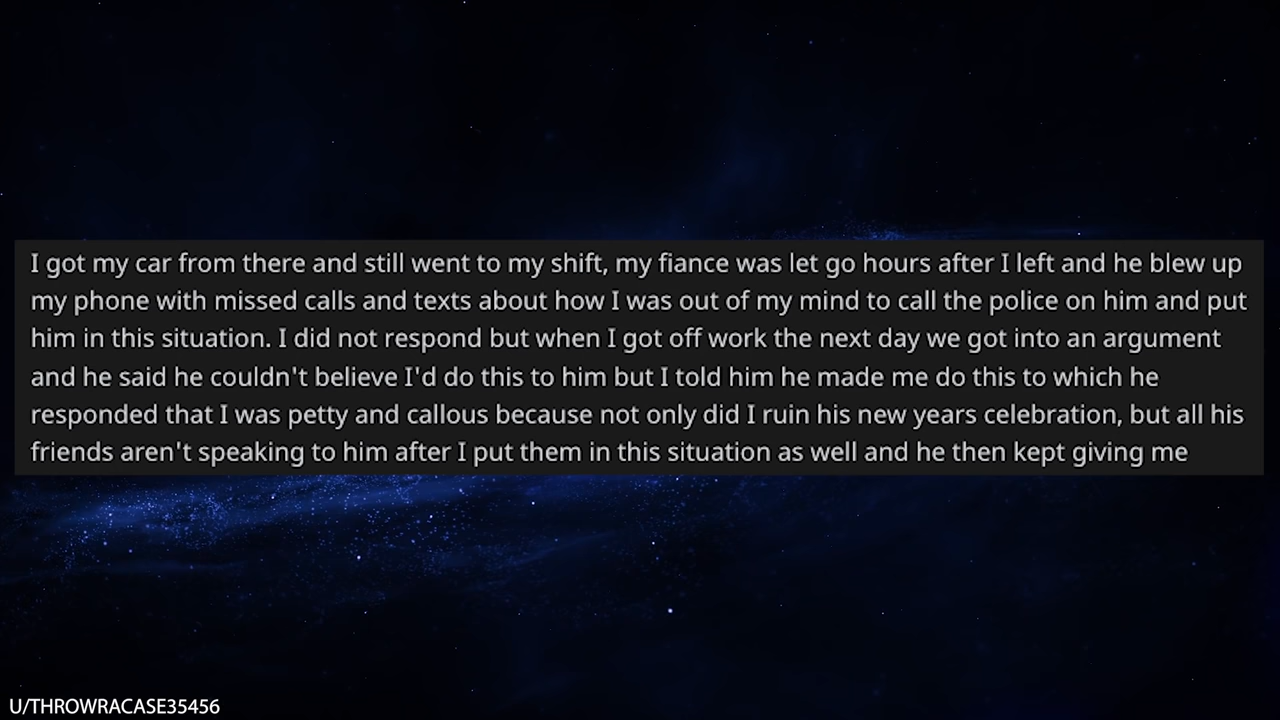 I got my car from there and still went to my shift, my fiance was let go hours after I left and he blew up
my phone with missed calls and texts about how I was out of my mind to call the police on him and put
him in this situation. I did not respond but when I got off work the next day we got into an argument
and he said he couldn't believe I'd do this to him but I told him he made me do this to which he
responded that I was petty and callous because not only did I ruin his new years celebration, but all his
friends aren't speaking to him after I put them in this situation as well and he then kept giving me
U/THROWRACASE35456